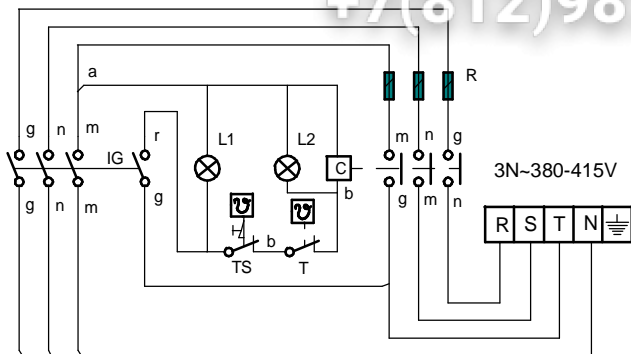 +7(812)98
a
R
g n m
r
L1
L2
m n g
IG
C
3N~380-415V
b
g n m
g
g m n
R S T N
b
TS
T